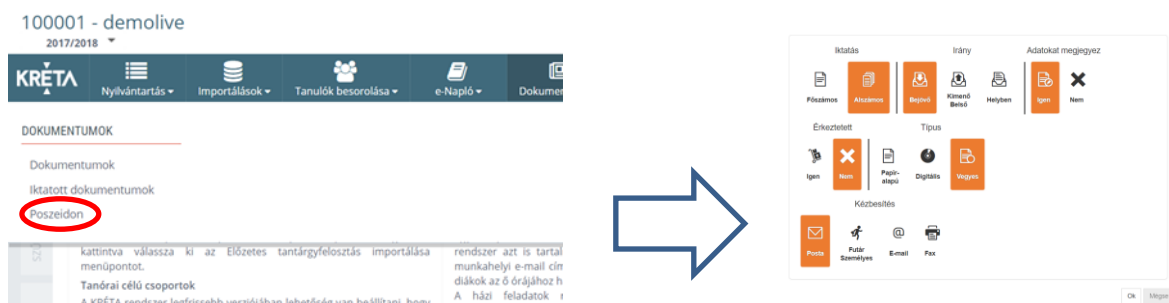 100001 - demolive
2017/2018
KRÉTA
Nyilvántartás
Importálások
Tanulók besorolása
e-Napló
DOKUMENTUMOK
Dokumentumok
Iktatott dokumentumok
Poszeidon
kattintva válassza ki az Előzetes tantárgyfelosztás importálása
menüpontot.
Tanórai célú csoportok
A KRÉTA rendszer legfrissebb verziójában lehetőség van beállítani, hogy
rendszer azt is
munkahelyi e-mail
diákok az ő órájához
A házi feladatok
Iktatás Irány Adatokat megjegyez
Főszámos Alszámos Bejövő Kimenő Belső Helyben Igen Nem
Érkeztetett Típus
Igen Nem Papír-alapú Digitális Vegyes
Kézbesítés
Posta Futár Személyes E-mail Fax
Ok